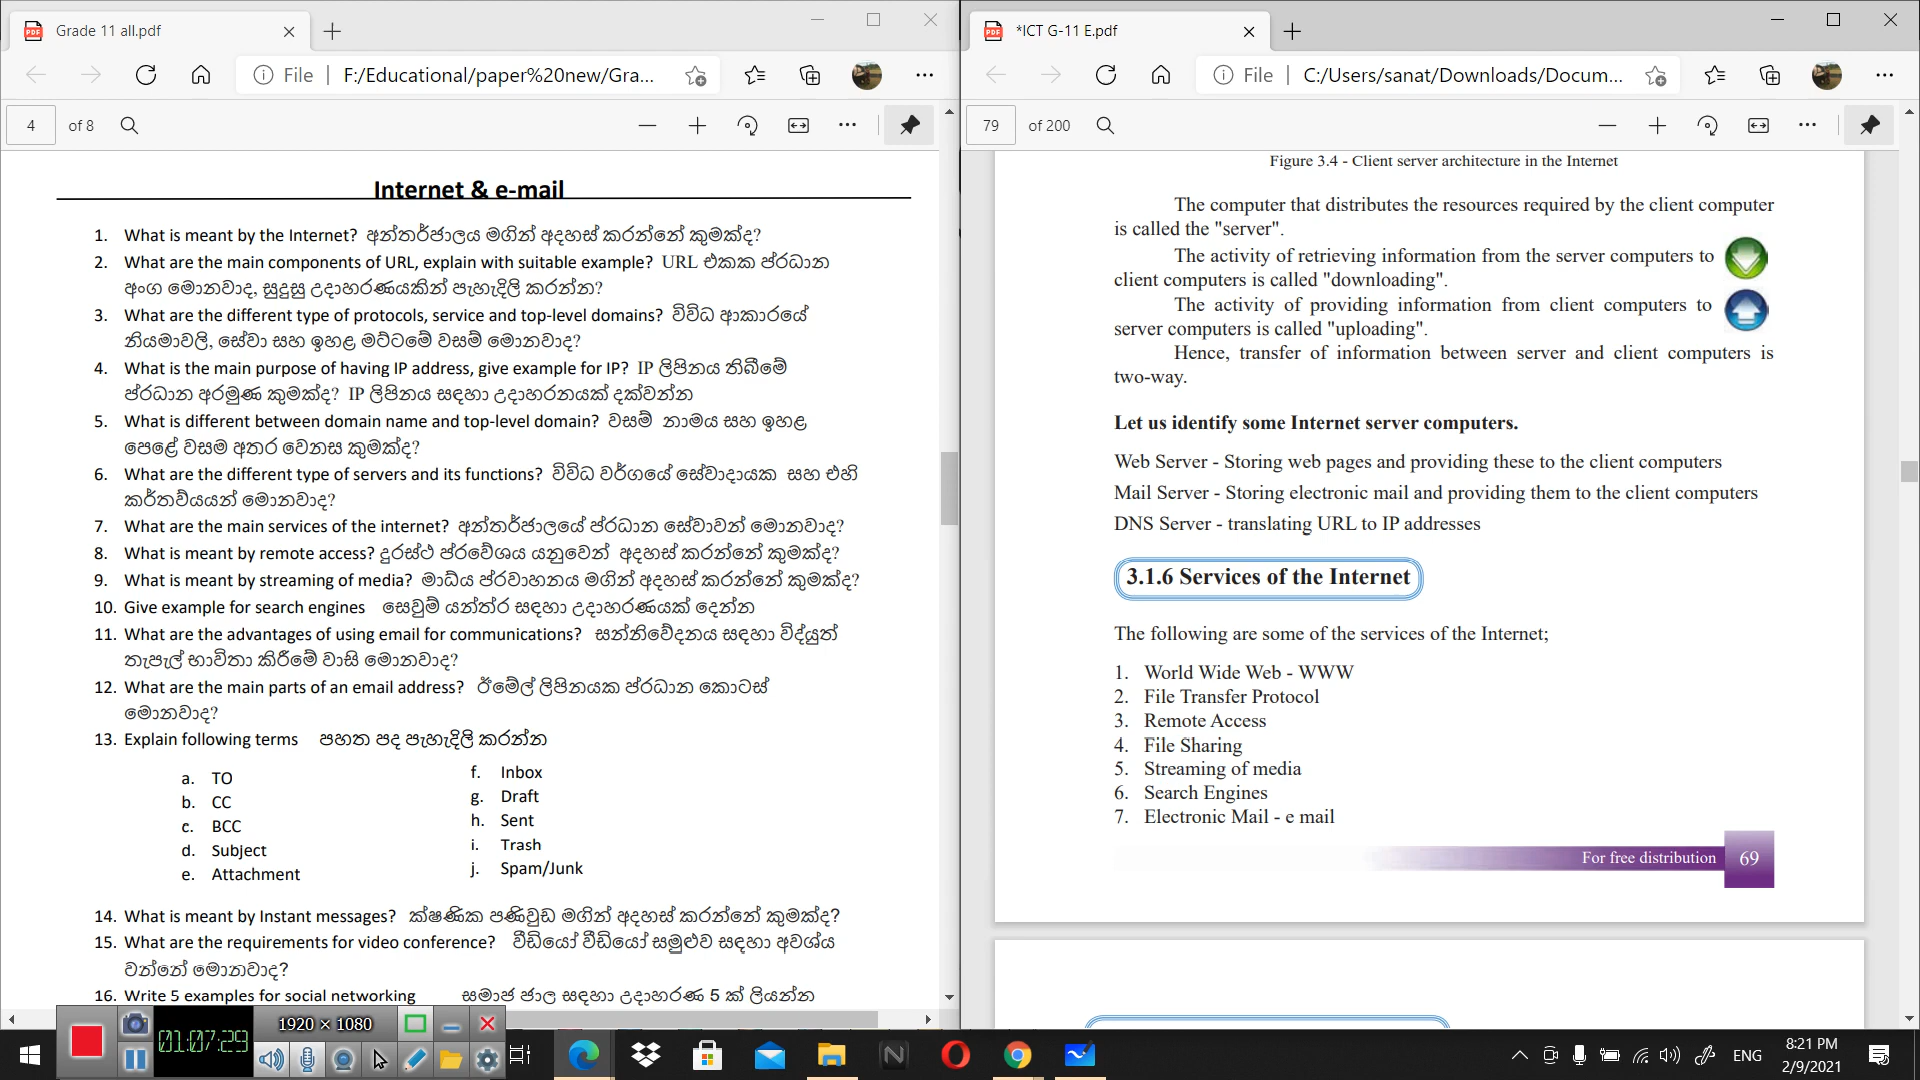 Grade 11 all.pdf
File F:/Educational/paper%20new/Gra...
4 of 8
Internet & e-mail
1. What is meant by the Internet? අන්තර්ජාලය මගින් අදහස් කරන්නේ කුමක්ද?
2. What are the main components of URL, explain with suitable example? URL එකක ප්රධාන
අංග මොනවාද, සුදුසු උදාහරණයකින් පැහැදිලි කරන්න?
3. What are the different type of protocols, service and top-level domains? විවිධ ආකාරයේ
නියමාවලි, සේවා සහ ඉහළ මට්ටමේ වසම් මොනවාද?
4. What is the main purpose of having IP address, give example for IP? IP ලිපිනය තිබීමේ
ප්රධාන අරමුණ කුමක්ද? IP ලිපිනය සඳහා උදාහරනයක් දක්වන්න
5. What is different between domain name and top-level domain? වසම් නාමය සහ ඉහළ
පෙළේ වසම අතර වෙනස කුමක්ද?
6. What are the different type of servers and its functions? විවිධ වර්ගයේ සේවාදායක සහ එහි
කර්තව්යයන් මොනවාද?
7. What are the main services of the internet? අන්තර්ජාලයේ ප්රධාන සේවාවන් මොනවාද?
8. What is meant by remote access? දුරස්ථ ප්රවේශය යනුවෙන් අදහස් කරන්නේ කුමක්ද?
9. What is meant by streaming of media? මාධ්ය ප්රවාහනය මගින් අදහස් කරන්නේ කුමක්ද?
10. Give example for search engines සෙවුම් යන්ත්ර සඳහා උදාහරණයක් දෙන්න
11. What are the advantages of using email for communications? සන්නිවේදනය සඳහා විද්යුත්
තැපැල් භාවිතා කිරීමේ වාසි මොනවාද?
12. What are the main parts of an email address? ඊමේල් ලිපිනයක ප්රධාන කොටස්
මොනවාද?
13. Explain following terms පහත පද පැහැදිලි කරන්න
a. TO
b. CC
c. BCC
d. Subject
e. Attachment
f. Inbox
g. Draft
h. Sent
i. Trash
j. Spam/Junk
14. What is meant by Instant messages? ක්ෂණික පණිවුඩ මගින් අදහස් කරන්නේ කුමක්ද?
15. What are the requirements for video conference? වීඩියෝ වීඩියෝ සමුළුව සඳහා අවශ්ය
වන්නේ මොනවාද?
16. Write 5 examples for social networking සමාජ ජාල සඳහා උදාහරණ 5 ක් ලියන්න
*ICT G-11 E.pdf
File C:/Users/sanat/Downloads/Docum...
79 of 200
Figure 3.4 - Client server architecture in the Internet
The computer that distributes the resources required by the client computer
is called the "server".
The activity of retrieving information from the server computers to
client computers is called "downloading".
The activity of providing information from client computers to
server computers is called "uploading".
Hence, transfer of information between server and client computers is
two-way.
Let us identify some Internet server computers.
Web Server - Storing web pages and providing these to the client computers
Mail Server - Storing electronic mail and providing them to the client computers
DNS Server - translating URL to IP addresses
3.1.6 Services of the Internet
The following are some of the services of the Internet;
1. World Wide Web - WWW
2. File Transfer Protocol
3. Remote Access
4. File Sharing
5. Streaming of media
6. Search Engines
7. Electronic Mail - e mail
For free distribution 69
1920 × 1080
01:07:29
ENG
8:21 PM
2/9/2021